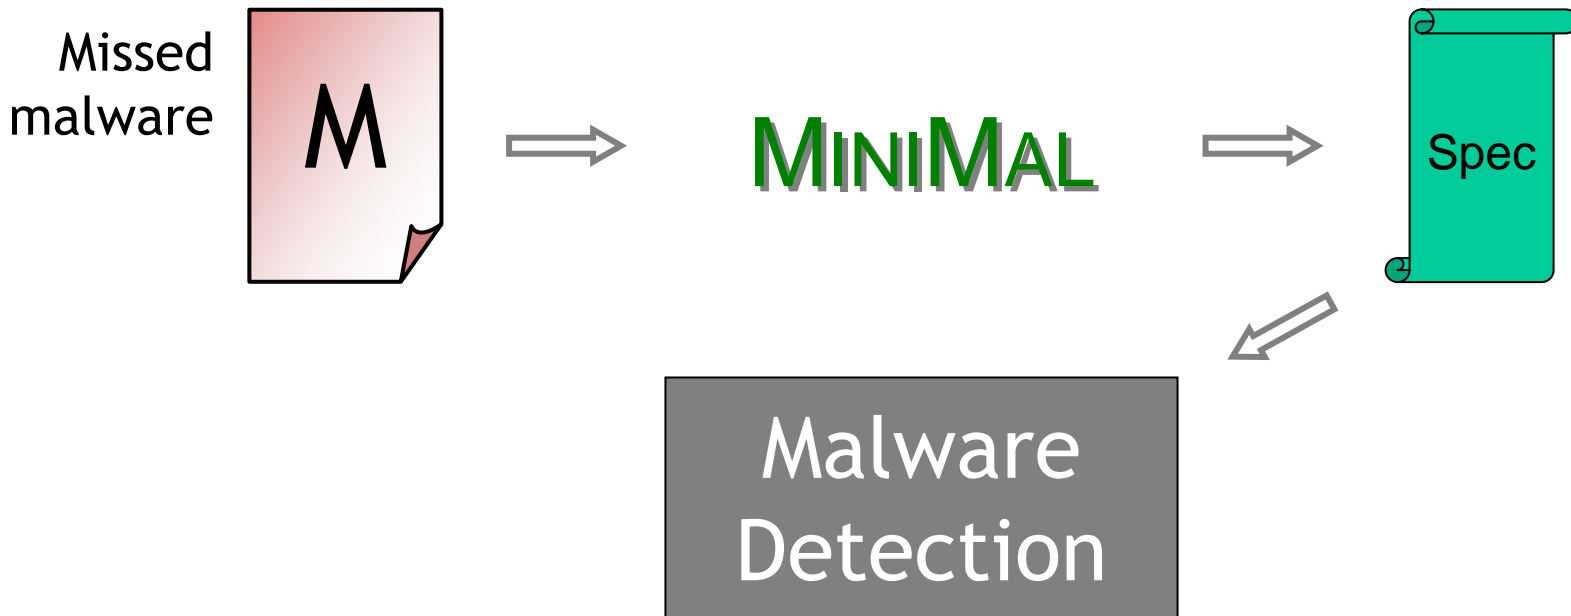 Missed
malware
M
MINIMAL
Spec
Malware
Detection